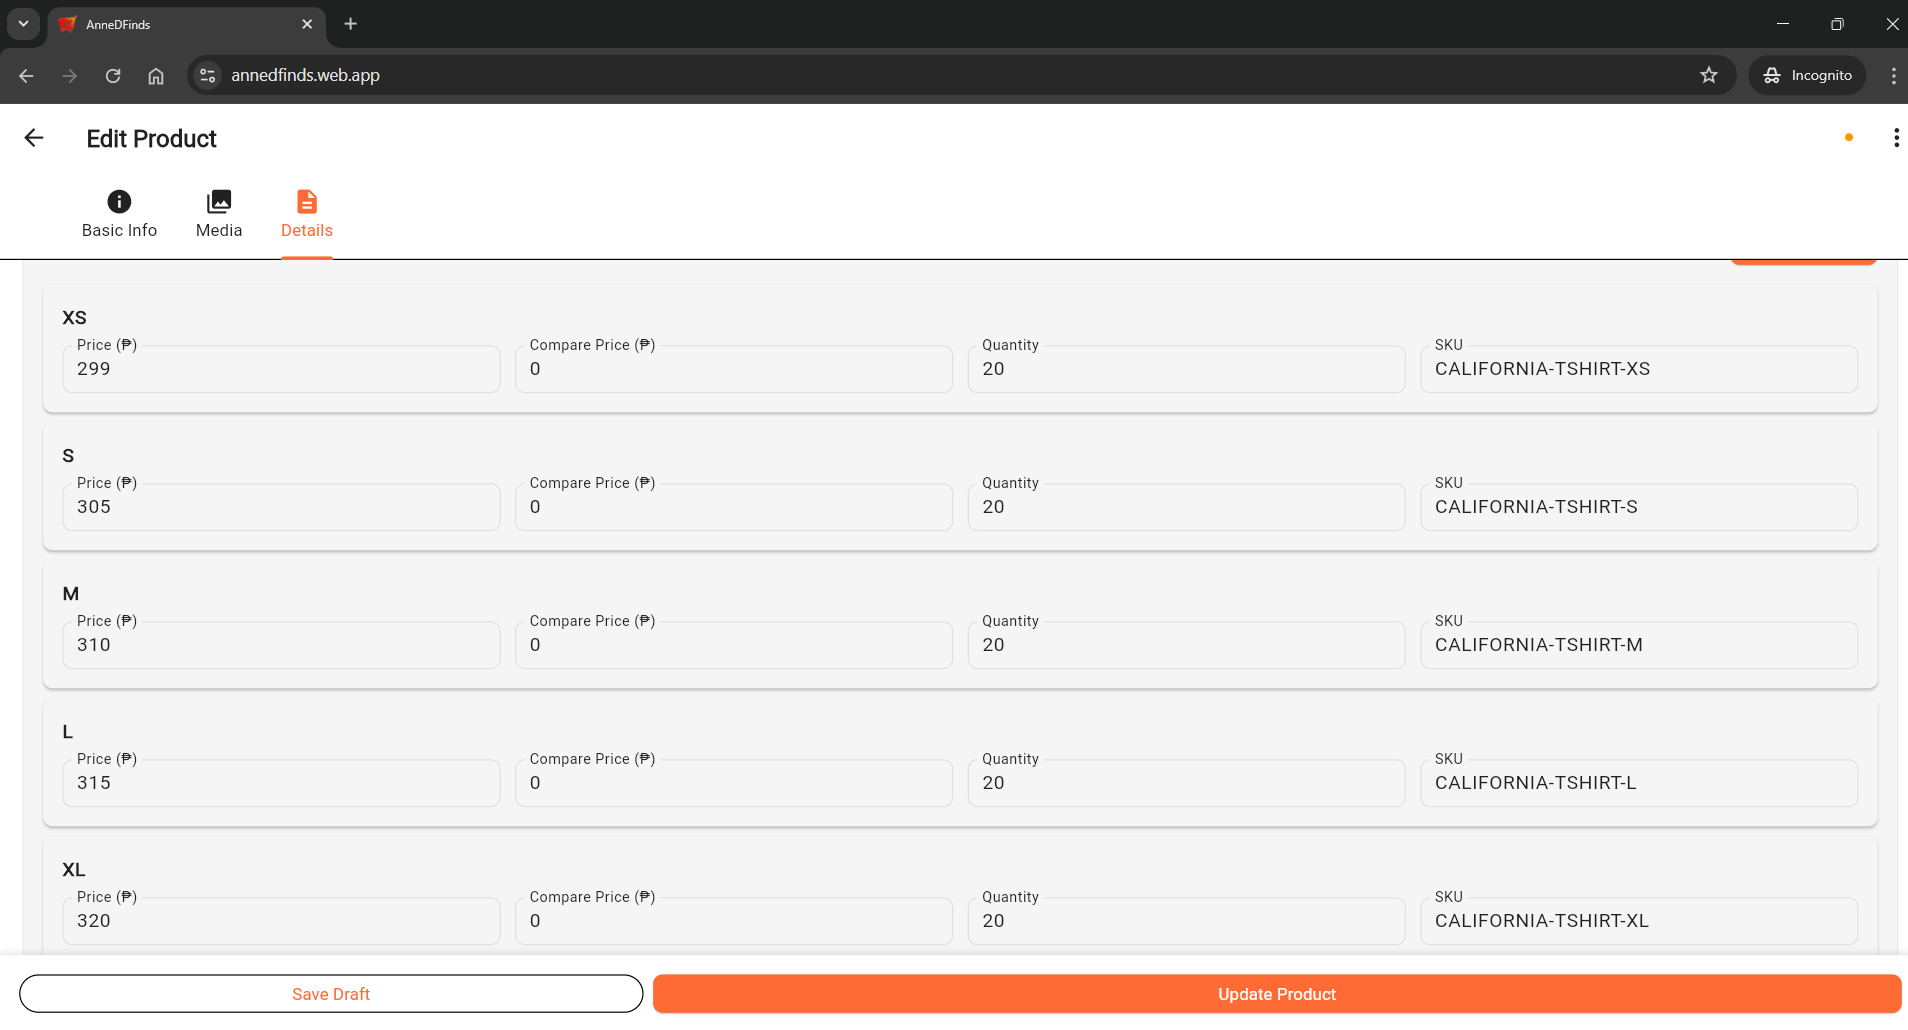 AnneDFinds
annedfinds.web.app
Incognito
Edit Product
Basic Info
Media
Details
XS
Price (₱)
Compare Price (₱)
Quantity
SKU
299
0
20
CALIFORNIA-TSHIRT-XS
S
Price (₱)
Compare Price (₱)
Quantity
SKU
305
0
20
CALIFORNIA-TSHIRT-S
M
Price (₱)
Compare Price (₱)
Quantity
SKU
310
0
20
CALIFORNIA-TSHIRT-M
L
Price (₱)
Compare Price (₱)
Quantity
SKU
315
0
20
CALIFORNIA-TSHIRT-L
XL
Price (₱)
Compare Price (₱)
Quantity
SKU
320
0
20
CALIFORNIA-TSHIRT-XL
Save Draft
Update Product